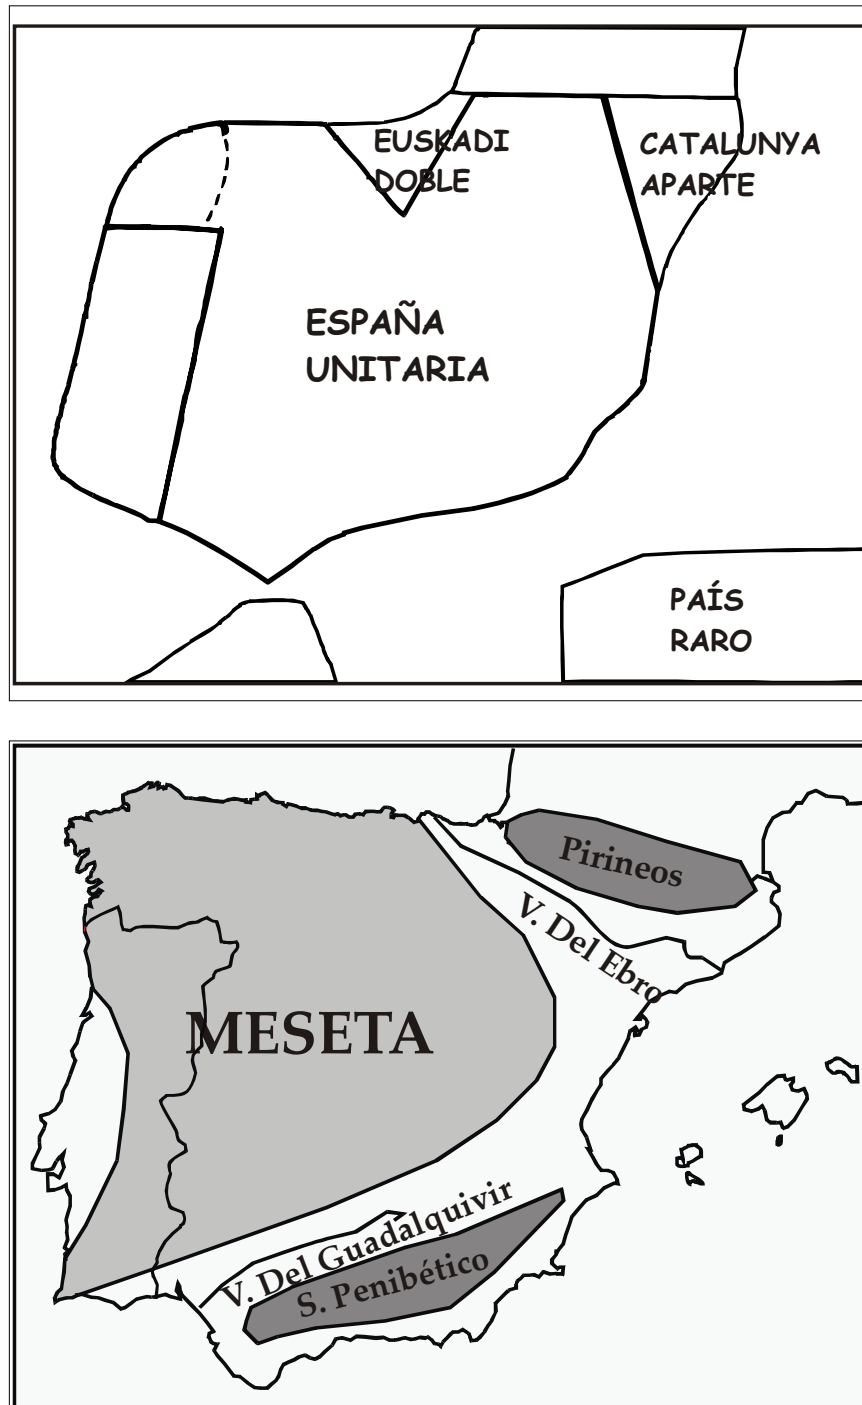 EUSKADI
DOBLE
CATALUNYA
APARTE
ESPAÑA
UNITARIA
PAÍS
RARO
Pirineos
V. Del Ebro
MESETA
V. Del Guadalquivir
S. Penibético